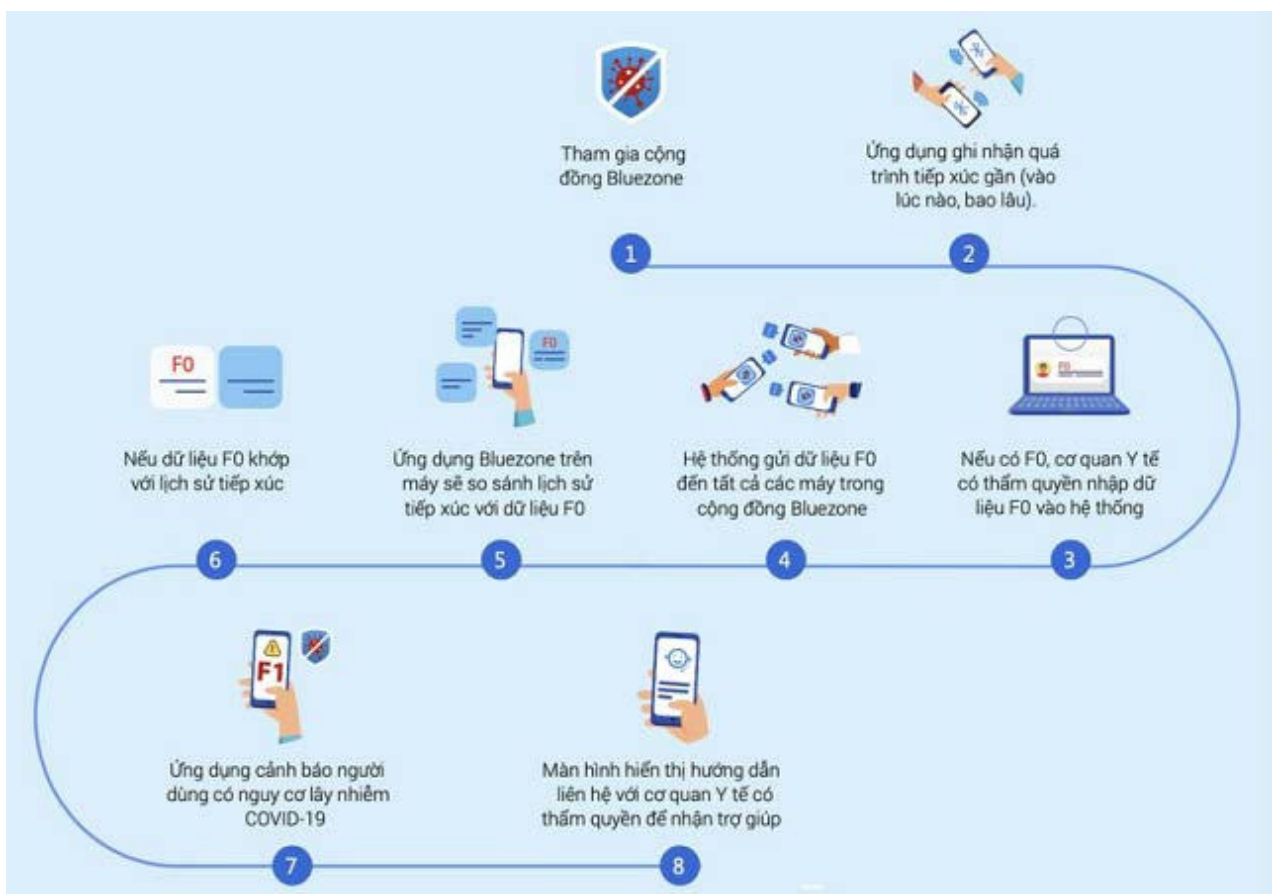 Tham gia cộng
đồng Bluezone
1
Ứng dụng ghi nhận quá
trình tiếp xúc gần (vào
lúc nào, bao lâu).
2
F0
Nếu có F0, cơ quan Y tế
có thẩm quyền nhập dữ
liệu F0 vào hệ thống
3
Hệ thống gửi dữ liệu F0
đến tất cả các máy trong
cộng đồng Bluezone
4
F0
Ứng dụng Bluezone trên
máy sẽ so sánh lịch sử
tiếp xúc với dữ liệu F0
5
F0
Nếu dữ liệu F0 khớp
với lịch sử tiếp xúc
6
F1
Ứng dụng cảnh báo người
dùng có nguy cơ lây nhiễm
COVID-19
7
Màn hình hiển thị hướng dẫn
liên hệ với cơ quan Y tế có
thẩm quyền để nhận trợ giúp
8